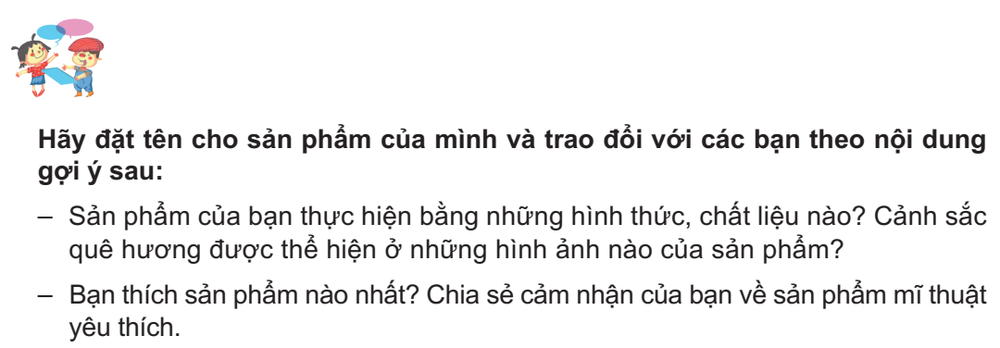 Hãy đặt tên cho sản phẩm của mình và trao đổi với các bạn theo nội dung
gợi ý sau:
– Sản phẩm của bạn thực hiện bằng những hình thức, chất liệu nào? Cảnh sắc
quê hương được thể hiện ở những hình ảnh nào của sản phẩm?
– Bạn thích sản phẩm nào nhất? Chia sẻ cảm nhận của bạn về sản phẩm mĩ thuật
yêu thích.